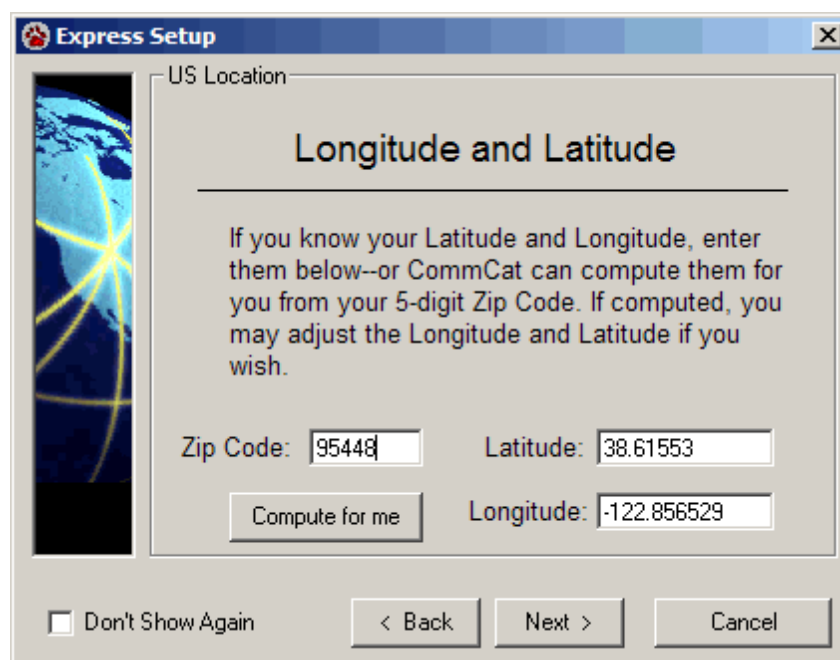 Express Setup
US Location
Longitude and Latitude
If you know your Latitude and Longitude, enter
them below--or CommCat can compute them for
you from your 5-digit Zip Code. If computed, you
may adjust the Longitude and Latitude if you
wish.
Zip Code: 95448 Latitude: 38.61553
Compute for me Longitude: -122.856529
Don't Show Again < Back Next > Cancel